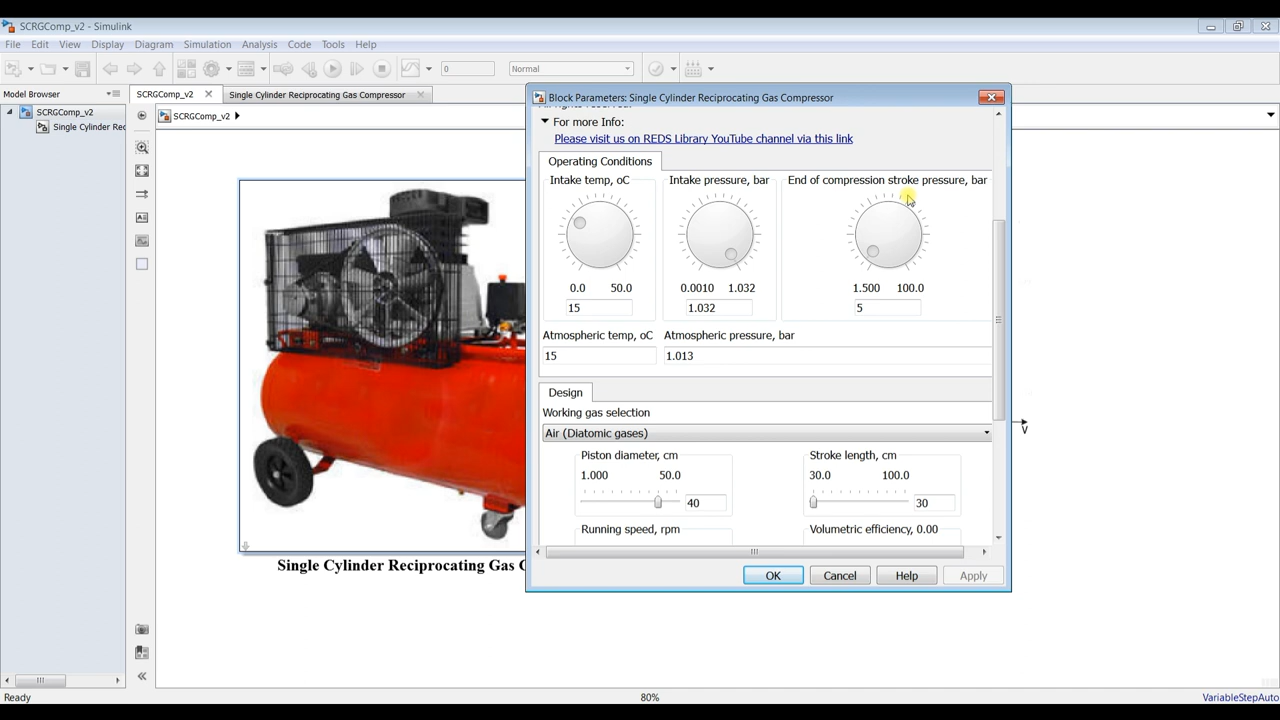 SCRGComp_v2 - Simulink
File Edit View Display Diagram Simulation Analysis Code Tools Help
0 Normal
Model Browser SCRGComp_v2 Single Cylinder Reciprocating Gas Compressor
SCRGComp_v2
Single Cylinder Rec
SCRGComp_v2
Block Parameters: Single Cylinder Reciprocating Gas Compressor
For more Info:
Please visit us on REDS Library YouTube channel via this link
Operating Conditions
Intake temp, oC Intake pressure, bar End of compression stroke pressure, bar
0.0 50.0 0.0010 1.032 1.500 100.0
15 1.032 5
Atmospheric temp, oC Atmospheric pressure, bar
15 1.013
Design
Working gas selection
Air (Diatomic gases)
Piston diameter, cm Stroke length, cm
1.000 50.0 30.0 100.0
40 30
Running speed, rpm Volumetric efficiency, 0.00
OK Cancel Help Apply
V
Single Cylinder Reciprocating Gas C
Ready 80% VariableStepAuto